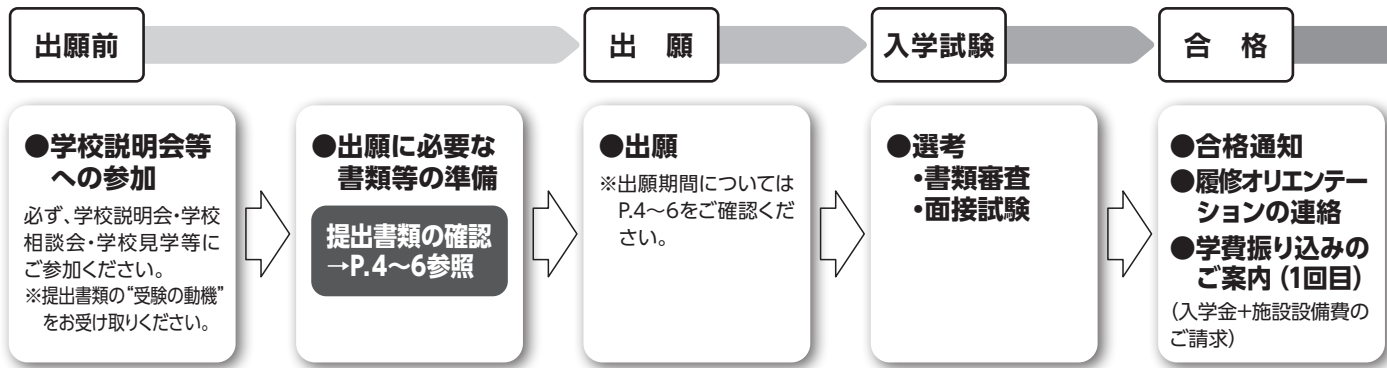 出願前
出　願
入学試験
合　格
●学校説明会等
への参加
必ず、学校説明会・学校
相談会・学校見学等に
ご参加ください。
※提出書類の“受験の動機”
をお受け取りください。
●出願に必要な
書類等の準備
提出書類の確認
→P.4〜6参照
●出願
※出願期間については
P.4〜6をご確認くだ
さい。
●選考
・書類審査
・面接試験
●合格通知
●履修オリエンテー
ションの連絡
●学費振り込みの
ご案内（1回目）
（入学金+施設設備費の
ご請求）